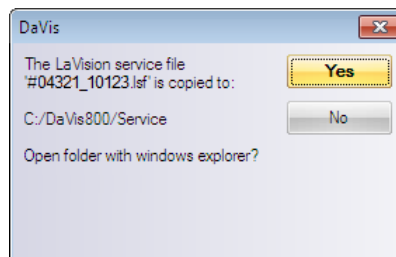 DaVis
The LaVision service file
'#04321_10123.lsf' is copied to:
Yes
C:/DaVis800/Service
No
Open folder with windows explorer?